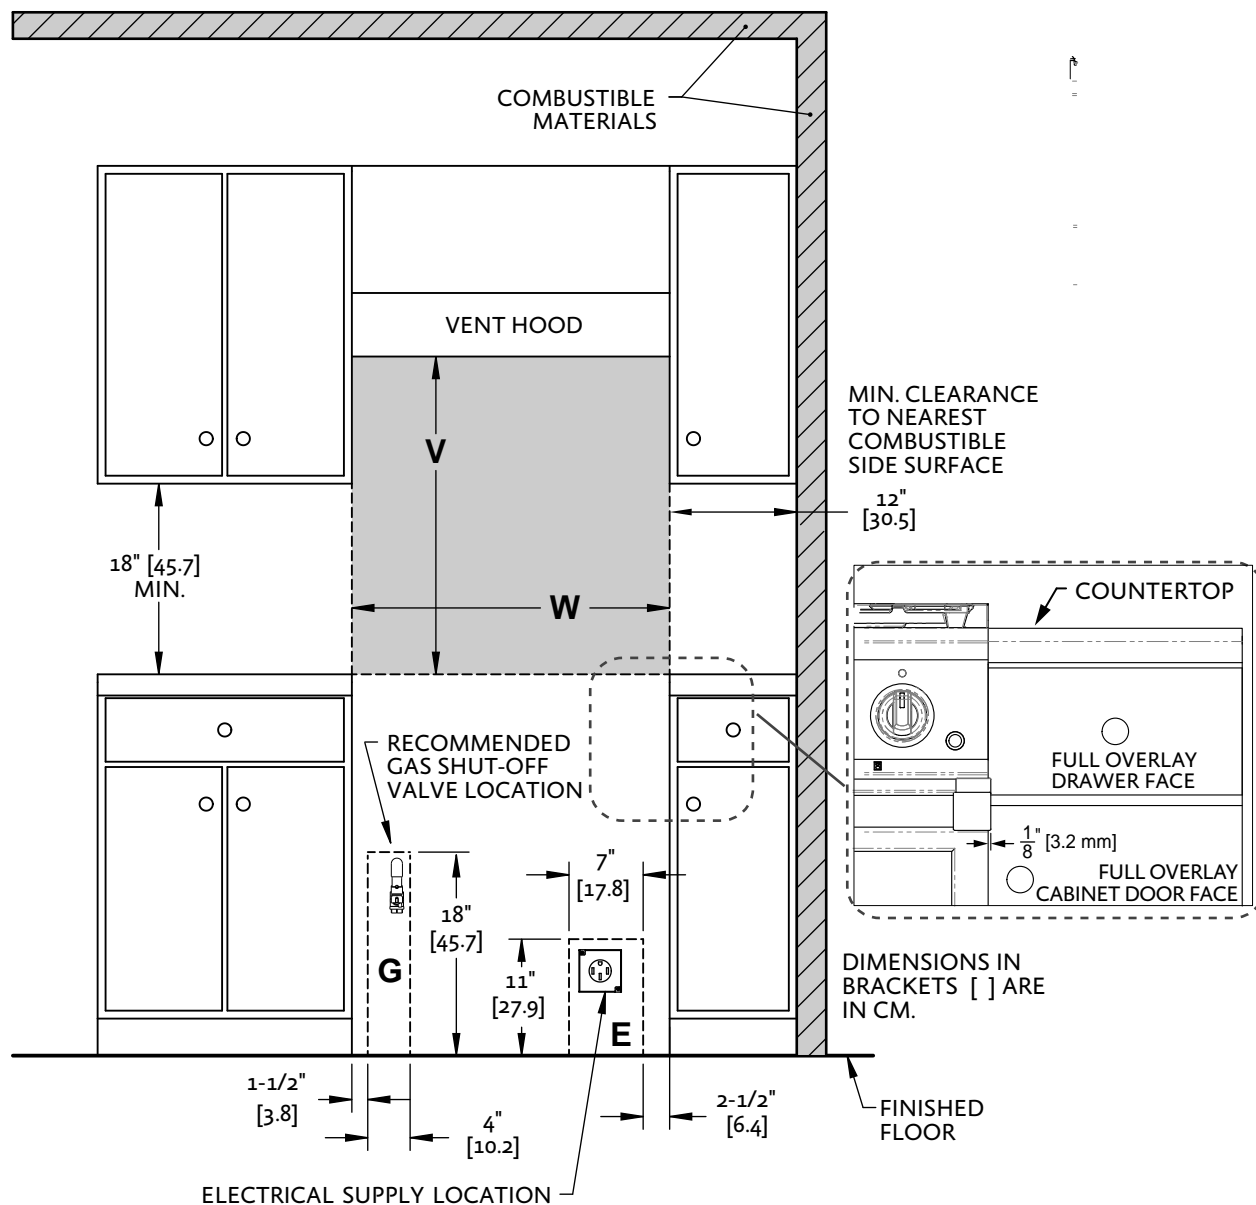 COMBUSTIBLE
MATERIALS
VENT HOOD
V
MIN. CLEARANCE
TO NEAREST
COMBUSTIBLE
SIDE SURFACE
12"
[30.5]
18" [45.7]
MIN.
W
COUNTERTOP
RECOMMENDED
GAS SHUT-OFF
VALVE LOCATION
FULL OVERLAY
DRAWER FACE
1/8" [3.2 mm]
FULL OVERLAY
CABINET DOOR FACE
7"
[17.8]
18"
[45.7]
G
11"
[27.9]
E
DIMENSIONS IN
BRACKETS [ ] ARE
IN CM.
1-1/2"
[3.8]
4"
[10.2]
2-1/2"
[6.4]
FINISHED
FLOOR
ELECTRICAL SUPPLY LOCATION